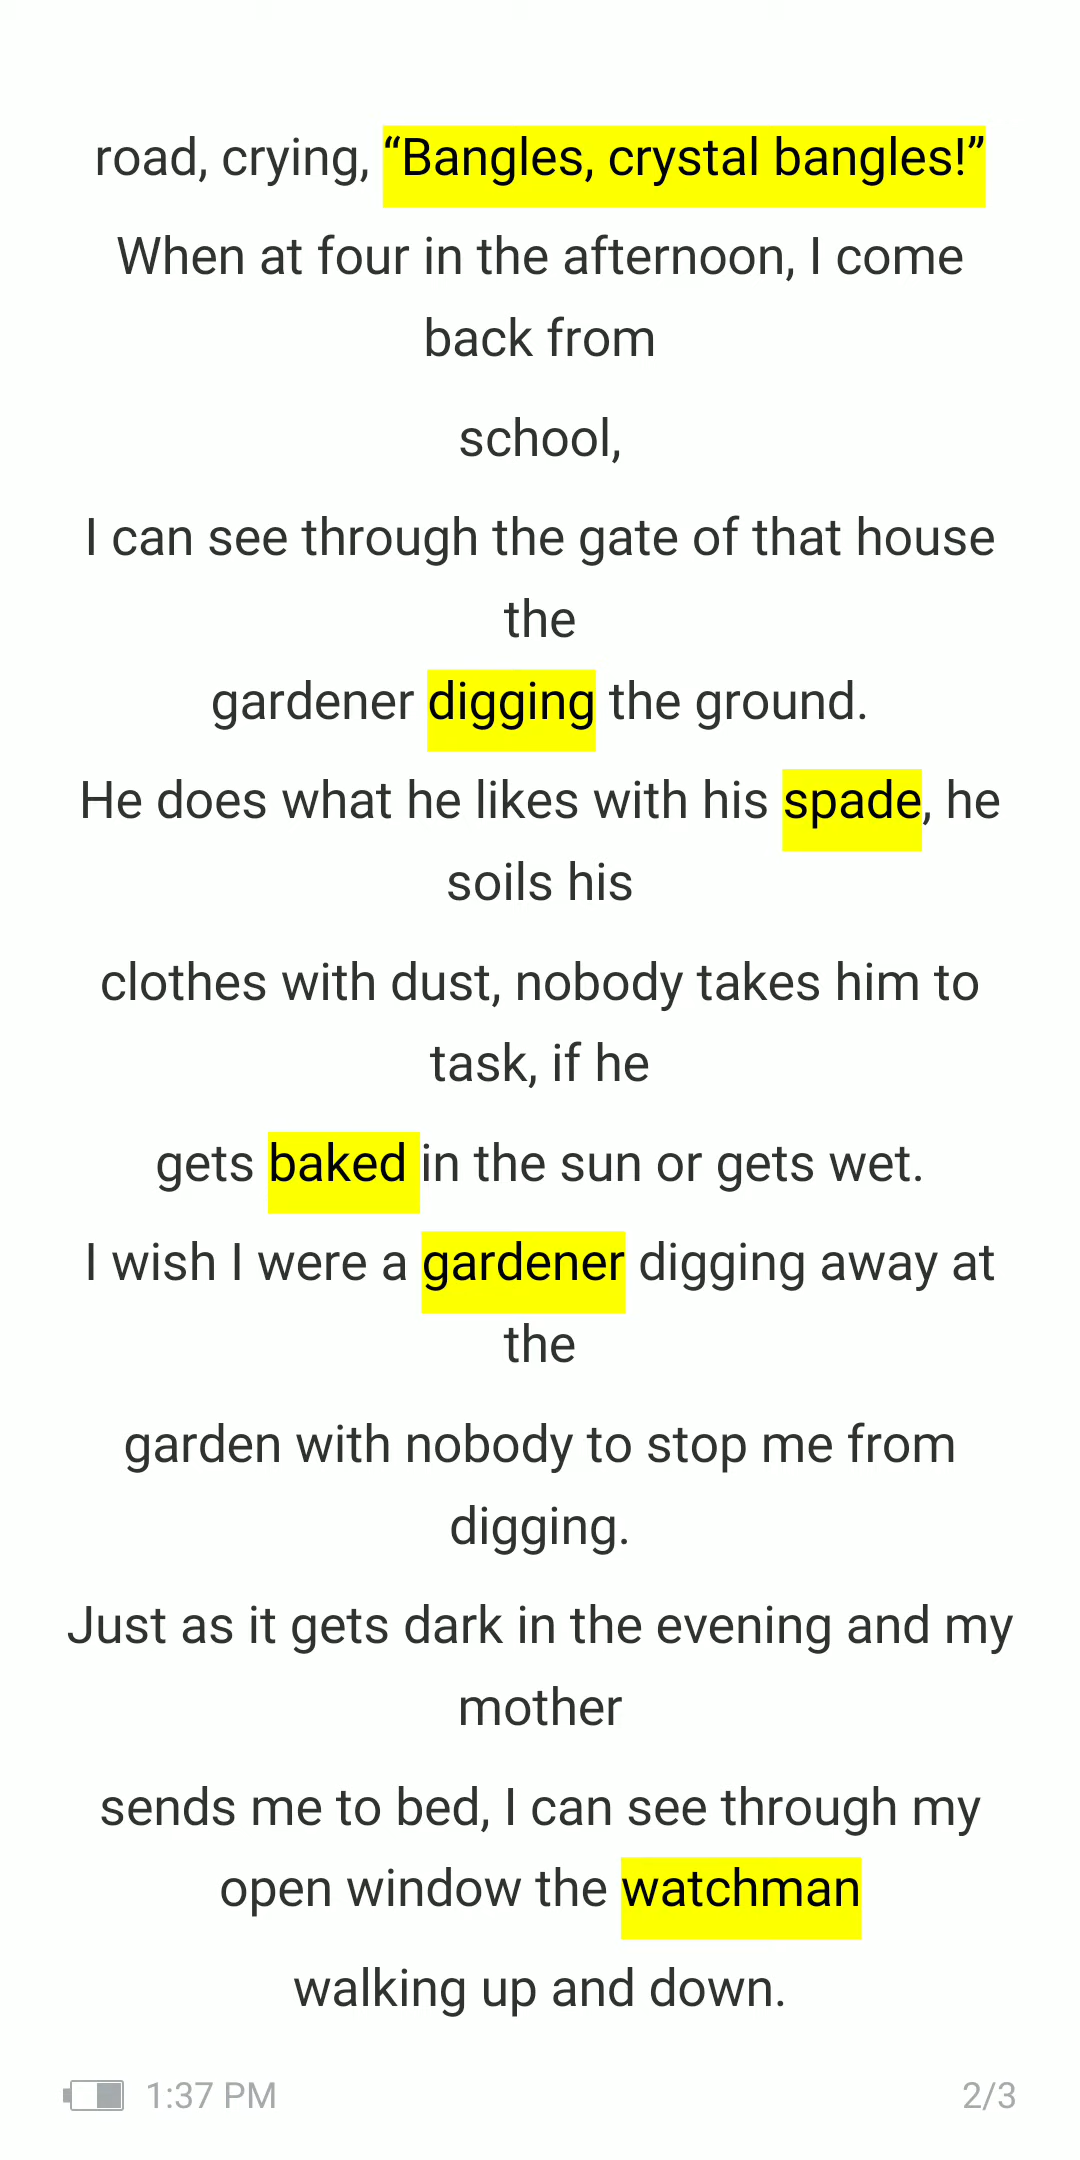 road, crying, “Bangles, crystal bangles!”
When at four in the afternoon, I come
back from
school,
I can see through the gate of that house
the
gardener digging the ground.
He does what he likes with his spade, he
soils his
clothes with dust, nobody takes him to
task, if he
gets baked in the sun or gets wet.
I wish I were a gardener digging away at
the
garden with nobody to stop me from
digging.
Just as it gets dark in the evening and my
mother
sends me to bed, I can see through my
open window the watchman
walking up and down.
1:37 PM 2/3